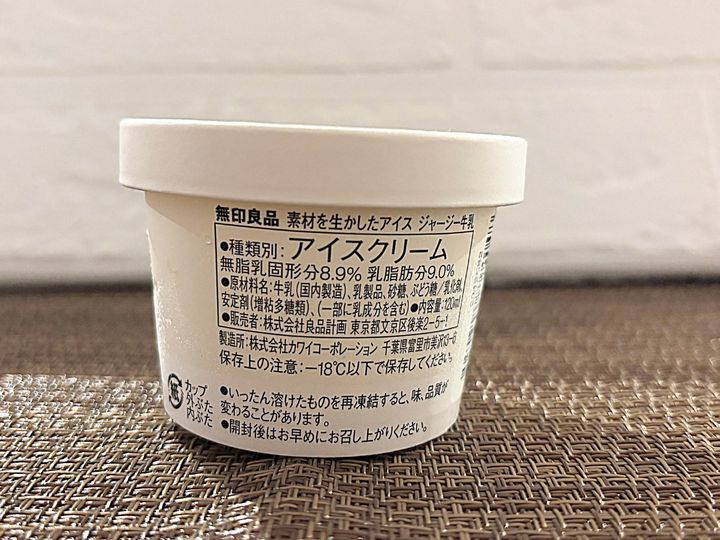 無印良品 素材を生かしたアイス ジャージー牛乳
●種類別:アイスクリーム
無脂乳固形分8.9% 乳脂肪分9.0%
●原材料名:牛乳(国内製造)、乳製品、砂糖、ぶどう糖/乳化剤、
安定剤(増粘多糖類)、(一部に乳成分を含む)●内容量:120ml
●販売者:株式会社良品計画 東京都文京区後楽2-5-1
製造所:株式会社カワイコーポレーション 千葉県富里市美沢13-6
保存上の注意:-18℃以下で保存してください。
紙
カップ
外ぶた
内ぶた
●いったん溶けたものを再凍結すると、味、品質が
変わることがあります。
●開封後はお早めにお召し上がりください。